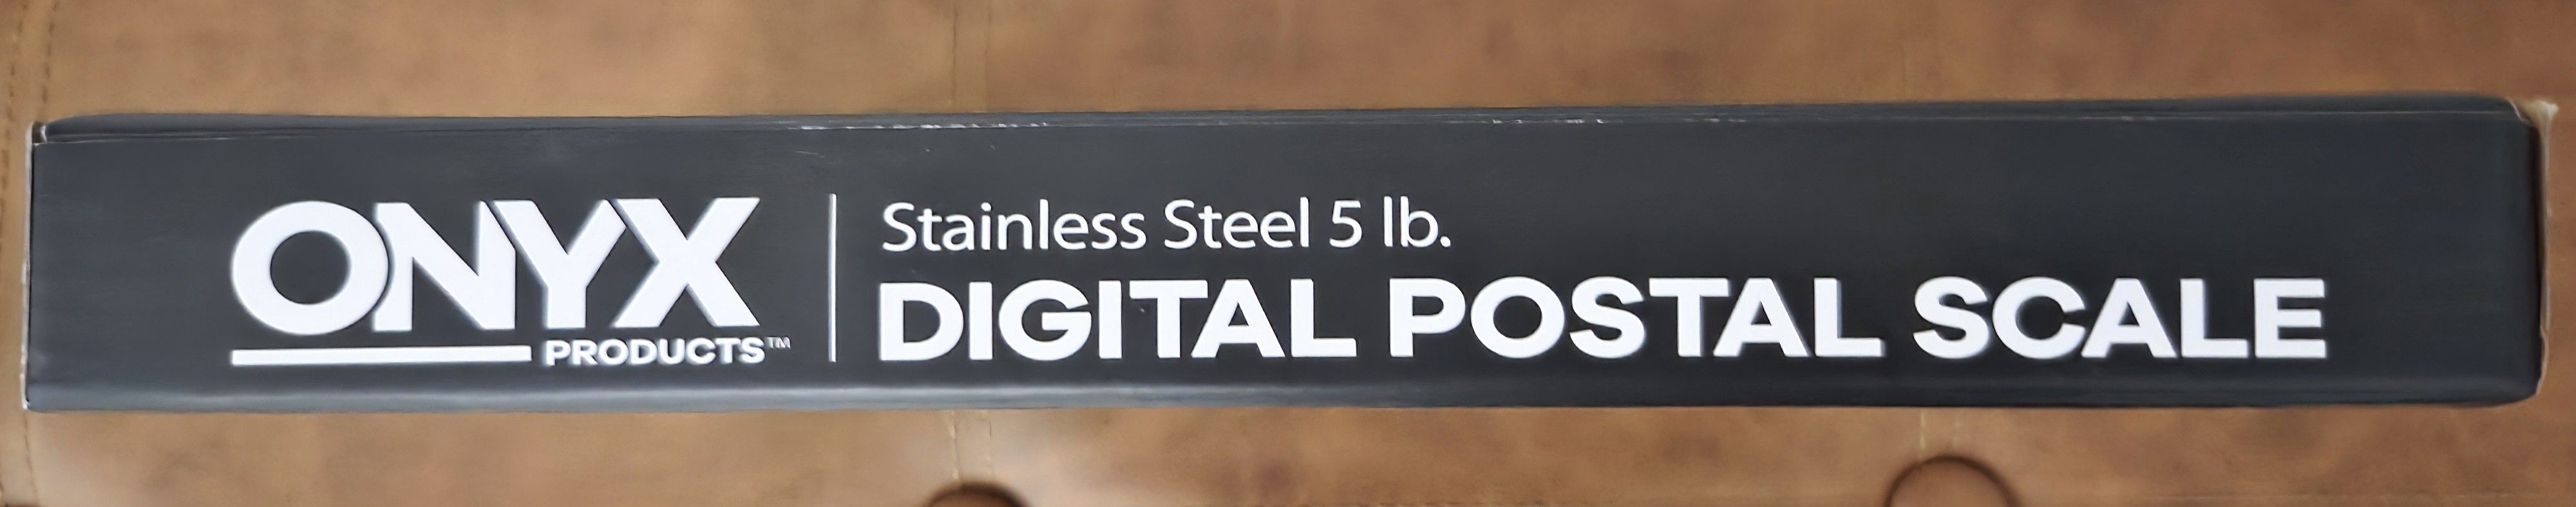 ONYX
PRODUCTS™
Stainless Steel 5 lb.
DIGITAL POSTAL SCALE